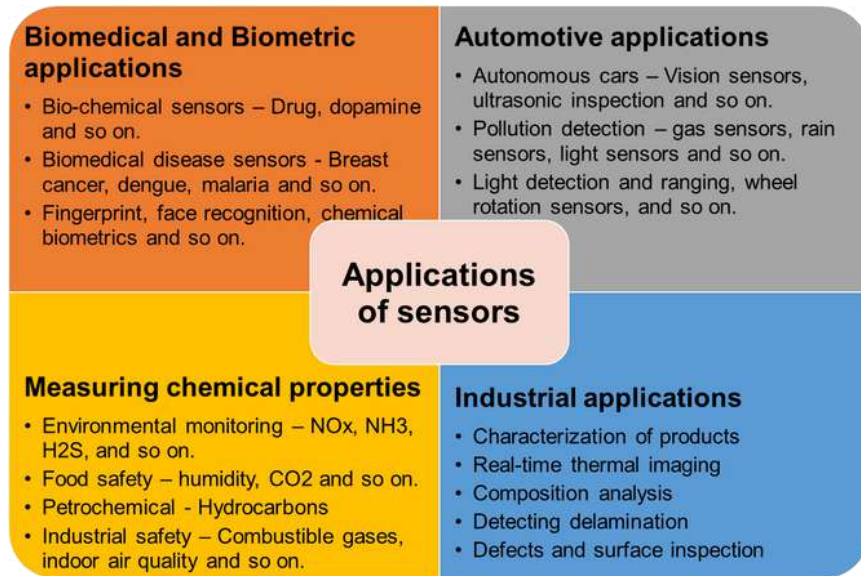 Biomedical and Biometric
applications
• Bio-chemical sensors – Drug, dopamine
and so on.
• Biomedical disease sensors - Breast
cancer, dengue, malaria and so on.
• Fingerprint, face recognition, chemical
biometrics and so on.
Automotive applications
• Autonomous cars – Vision sensors,
ultrasonic inspection and so on.
• Pollution detection – gas sensors, rain
sensors, light sensors and so on.
• Light detection and ranging, wheel
rotation sensors, and so on.
Applications
of sensors
Measuring chemical properties
• Environmental monitoring – NOx, NH3,
H2S, and so on.
• Food safety – humidity, CO2 and so on.
• Petrochemical - Hydrocarbons
• Industrial safety – Combustible gases,
indoor air quality and so on.
Industrial applications
• Characterization of products
• Real-time thermal imaging
• Composition analysis
• Detecting delamination
• Defects and surface inspection